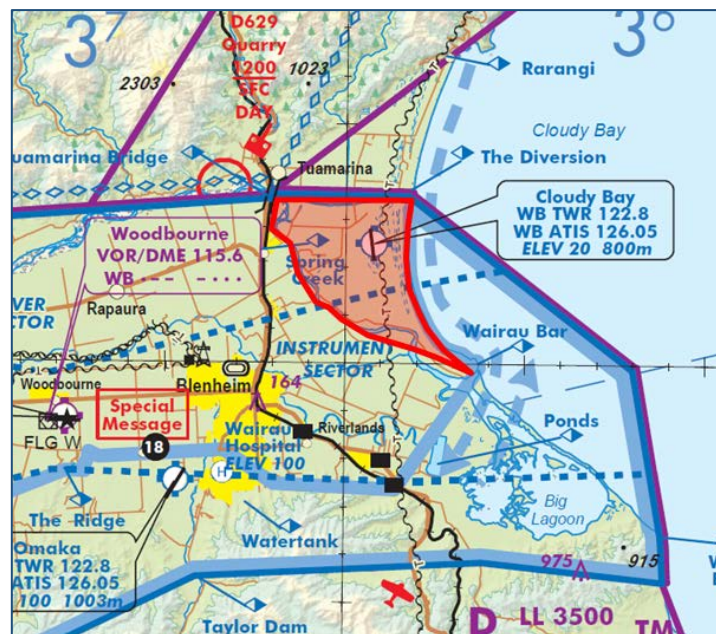 3⁷
3⁰
D629
Quarry
1200
SFC
DAY
2303
1023
Rarangi
Cloudy Bay
uamarina Bridge
Tuamarina
The Diversion
Cloudy Bay
WB TWR 122.8
WB ATIS 126.05
ELEV 20 800m
Woodbourne
VOR/DME 115.6
WB ·–– –···
Spring
Creek
VER
CTOR
Rapaura
Wairau Bar
INSTRUMENT
SECTOR
Woodbourne
Blenheim
164
Special
Message
FLG W
18
Riverlands
Ponds
Wairau
Hospital
ELEV 100
H
The Ridge
Big
Lagoon
Watertank
Omaka
TWR 122.8
ATIS 126.05
100 1003m
975
915
Taylor Dam
D
LL 3500
TM
T
T
T
T
T